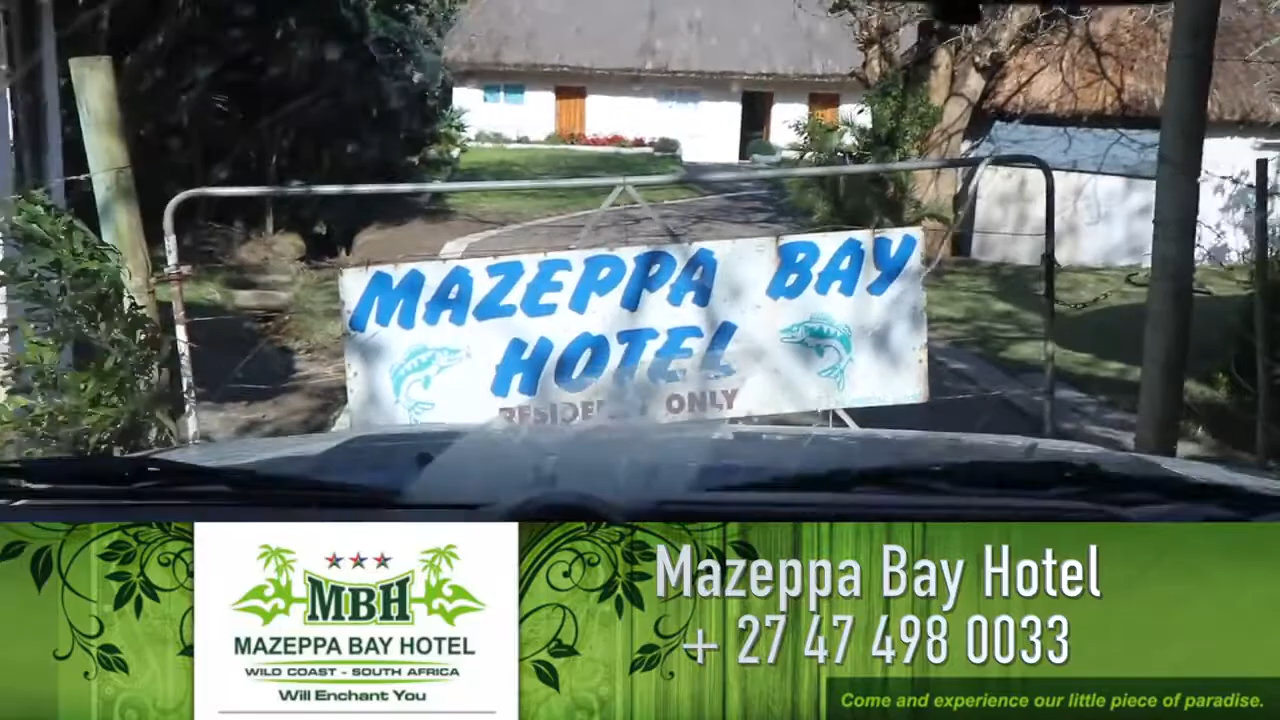 MAZEPPA BAY
HOTEL
ONLY
MBH
MAZEPPA BAY HOTEL
WILD COAST - SOUTH AFRICA
Will Enchant You
Mazeppa Bay Hotel
+ 27 47 498 0033
Come and experience our little piece of paradise.